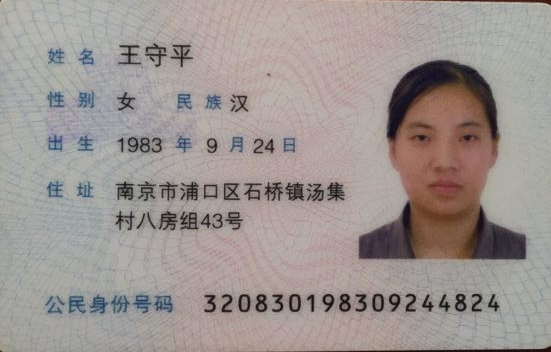 姓名 王守平
性别 女 民族 汉
出生 1983 年 9 月 24 日
住址 南京市浦口区石桥镇汤集
村八房组43号
公民身份号码 320830198309244824